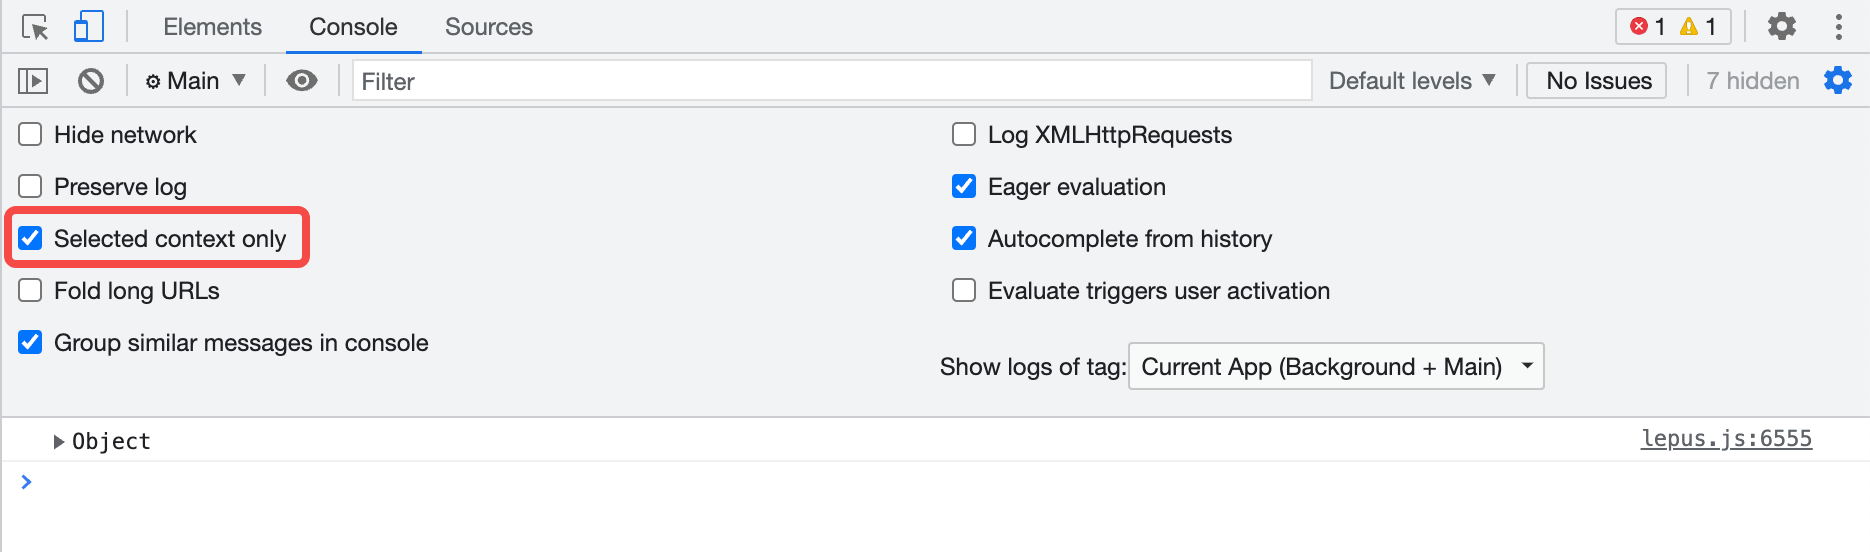 Elements Console Sources 1 1
Main Filter Default levels No Issues 7 hidden
Hide network
Preserve log
Selected context only
Fold long URLs
Group similar messages in console
Log XMLHttpRequests
Eager evaluation
Autocomplete from history
Evaluate triggers user activation
Show logs of tag: Current App (Background + Main)
Object lepus.js:6555